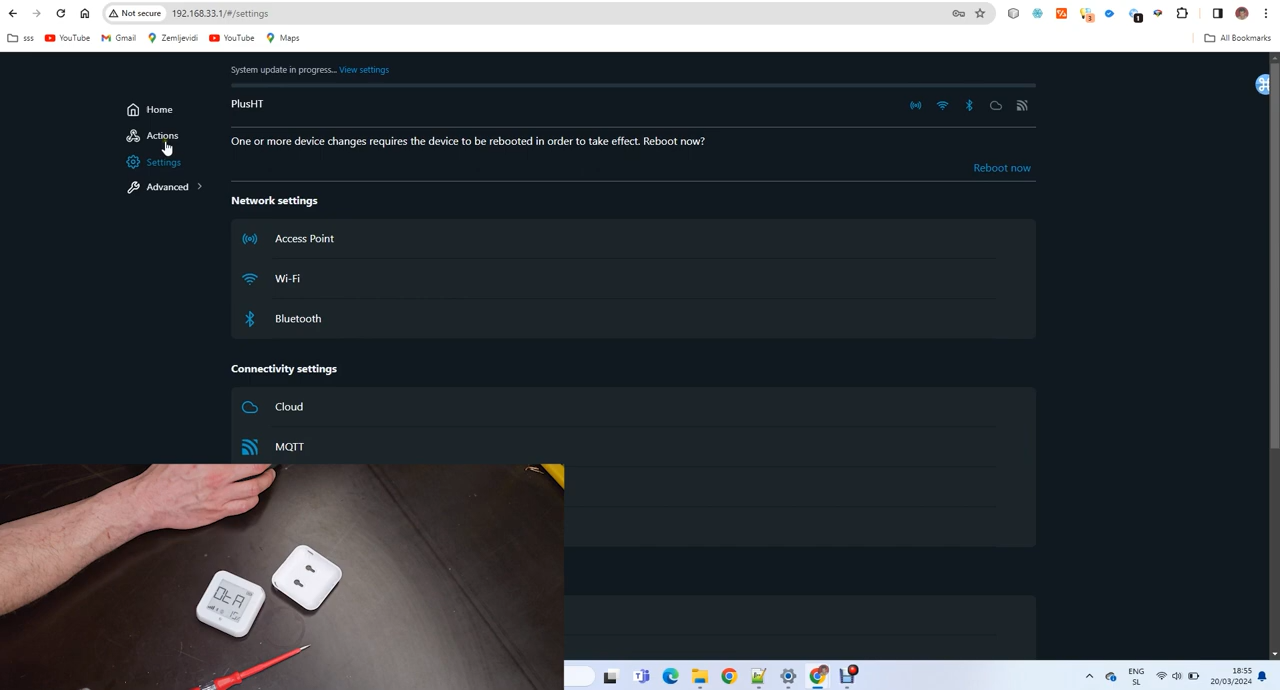 Not secure
192.168.33.1/#/settings
3
1
sss
YouTube
Gmail
Zemljevidi
YouTube
Maps
All Bookmarks
System update in progress... View settings
Home
Actions
Settings
Advanced
PlusHT
One or more device changes requires the device to be rebooted in order to take effect. Reboot now?
Reboot now
Network settings
Access Point
Wi-Fi
Bluetooth
Connectivity settings
Cloud
MQTT
OtA
ENG
SL
18:55
20/03/2024